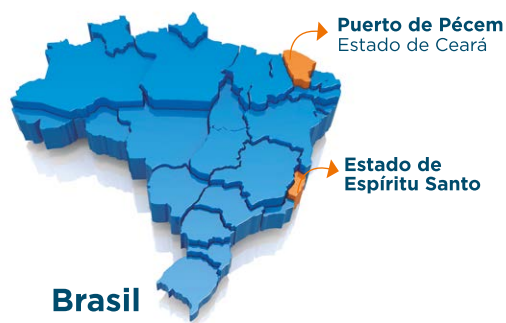 Puerto de Pécem
Estado de Ceará
Estado de
Espíritu Santo
Brasil